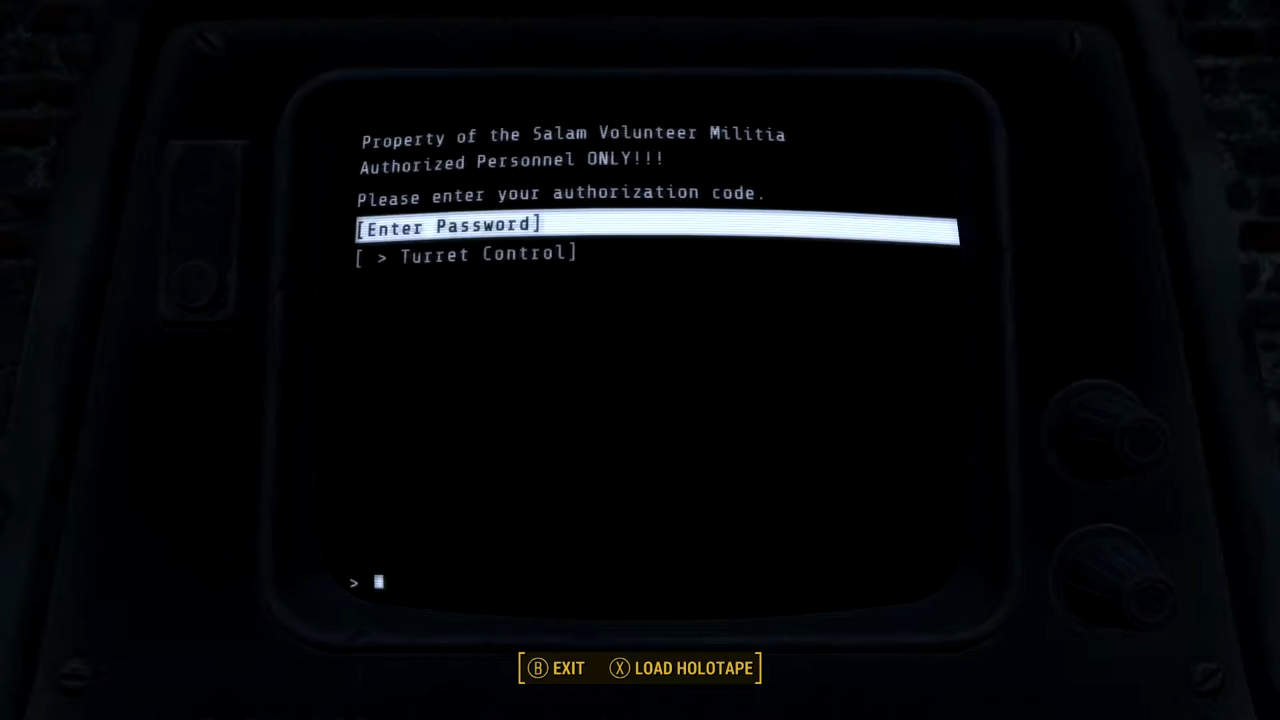 Property of the Salam Volunteer Militia
Authorized Personnel ONLY!!!
Please enter your authorization code.
[Enter Password]
[ > Turret Control]
>
Ⓑ EXIT Ⓧ LOAD HOLOTAPE